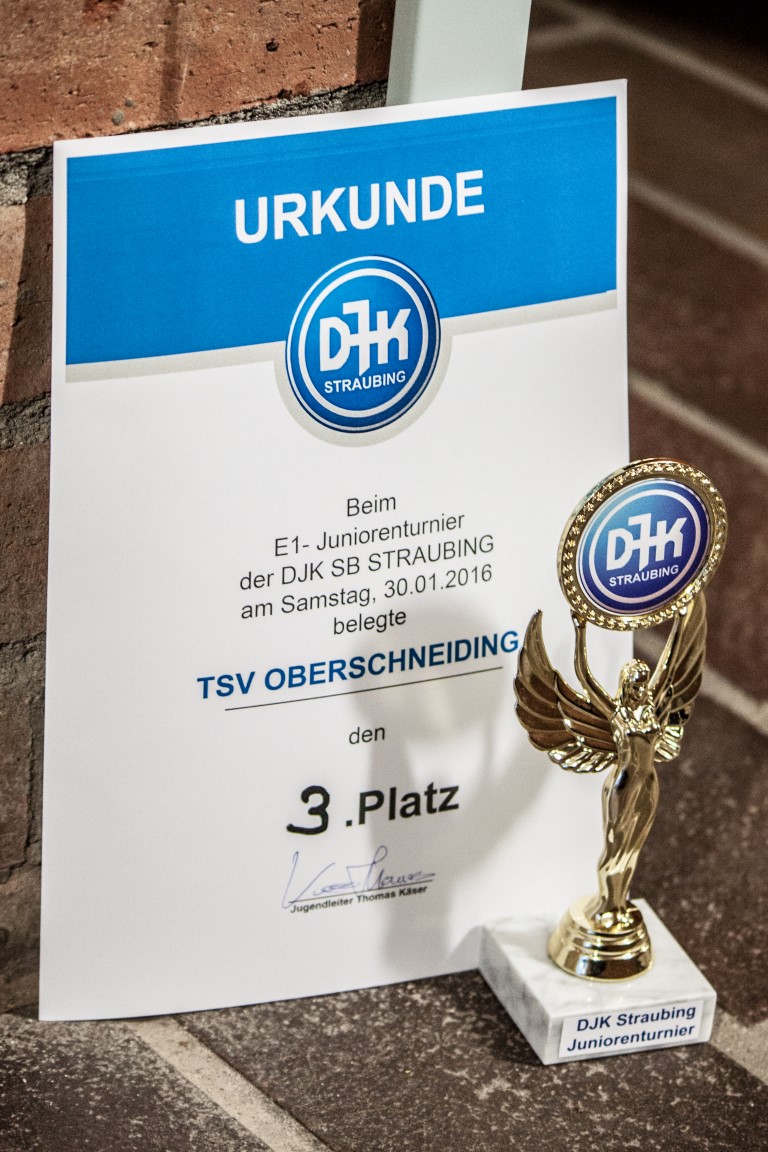 URKUNDE
DJK
STRAUBING
Beim
E1- Juniorenturnier
der DJK SB STRAUBING
am Samstag, 30.01.2016
belegte
TSV OBERSCHNEIDING
den
3.Platz
Jugendleiter Thomas Käser
DJK
STRAUBING
DJK Straubing
Juniorenturnier